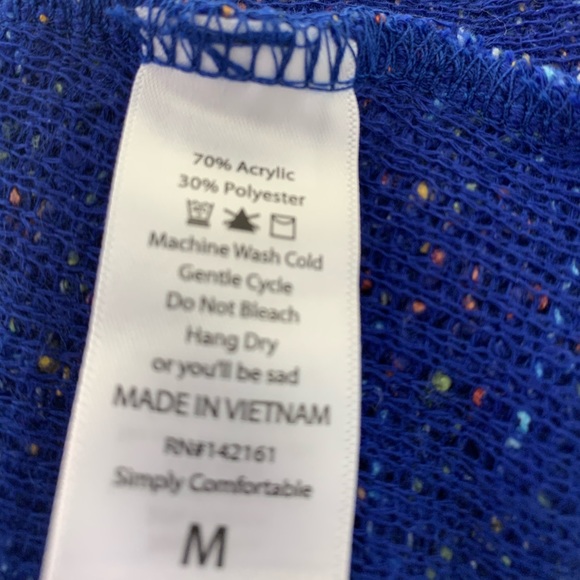 70% Acrylic
30% Polyester
Machine Wash Cold
Gentle Cycle
Do Not Bleach
Hang Dry
or you'll be sad
MADE IN VIETNAM
RN#142161
Simply Comfortable
M